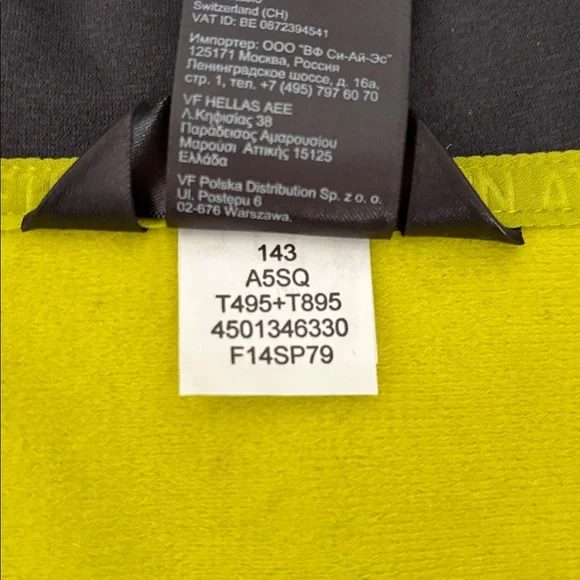 Switzerland (CH)
VAT ID: BE 0872394541
Импортер: ООО "ВФ Си-Ай-Эс"
125171 Москва, Россия
Ленинградское шоссе, д. 16а,
стр. 1, тел. +7 (495) 797 60 70
VF HELLAS AEE
Λ.Κηφισίας 38
Παράδεισος Αμαρουσίου
Μαρούσι Αττικής 15125
Ελλάδα
VF Polska Distribution Sp. z o. o.
Ul. Postepu 6
02-676 Warszawa.
143
A5SQ
T495+T895
4501346330
F14SP79